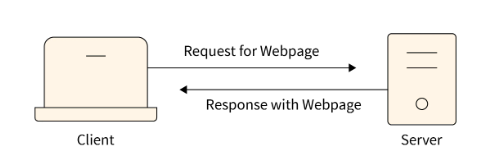 Request for Webpage
Response with Webpage
Client
Server